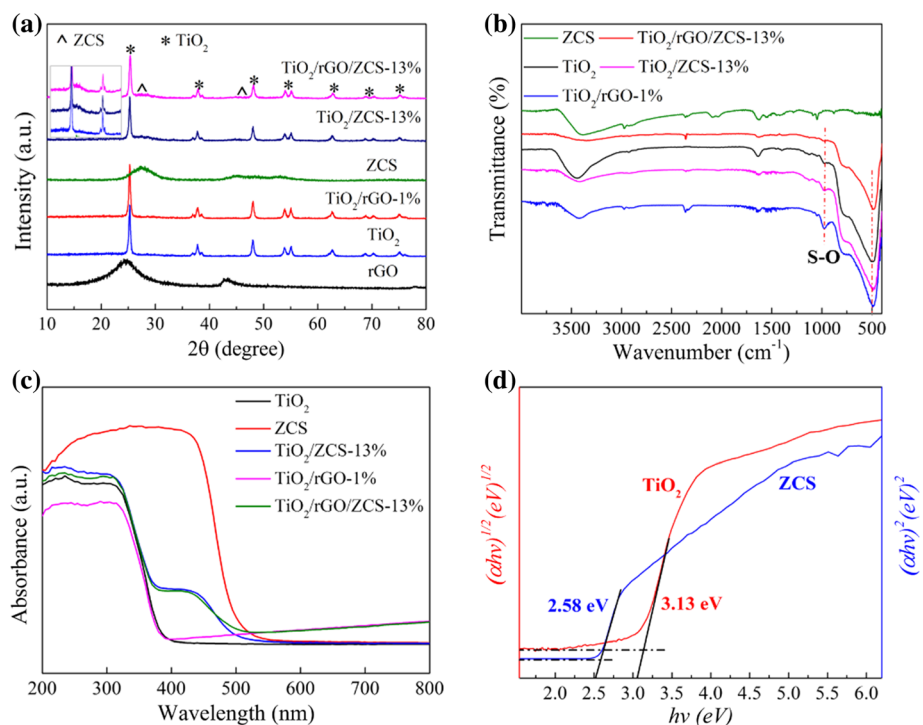 (a)
^ ZCS * TiO₂
TiO₂/rGO/ZCS-13%
TiO₂/ZCS-13%
ZCS
TiO₂/rGO-1%
TiO₂
rGO
Intensity (a.u.)
10 20 30 40 50 60 70 80
2θ (degree)
(b)
ZCS TiO₂/rGO/ZCS-13%
TiO₂ TiO₂/ZCS-13%
TiO₂/rGO-1%
S-O
Transmittance (%)
3500 3000 2500 2000 1500 1000 500
Wavenumber (cm⁻¹)
(c)
TiO₂
ZCS
TiO₂/ZCS-13%
TiO₂/rGO-1%
TiO₂/rGO/ZCS-13%
Absorbance (a.u.)
200 300 400 500 600 700 800
Wavelength (nm)
(d)
TiO₂
ZCS
2.58 eV
3.13 eV
(αhv)^1/2 (eV)^1/2
(αhv)² (eV)²
2.0 2.5 3.0 3.5 4.0 4.5 5.0 5.5 6.0
hv (eV)